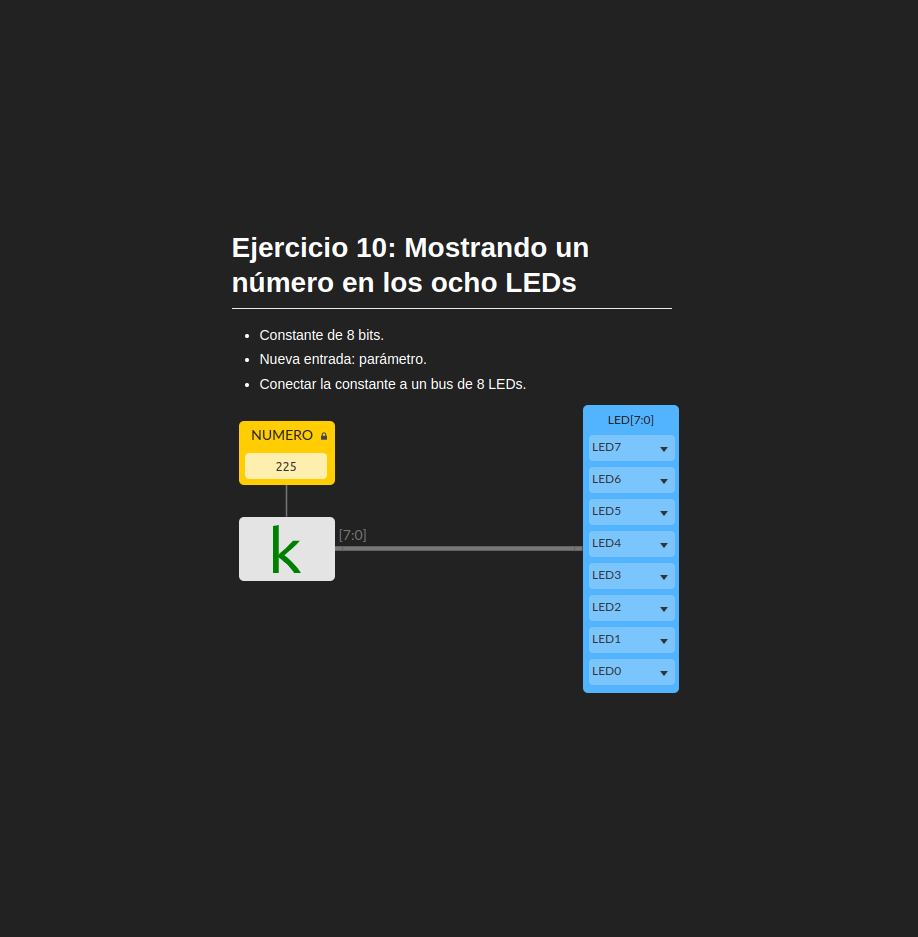 Ejercicio 10: Mostrando un
número en los ocho LEDs
Constante de 8 bits.
Nueva entrada: parámetro.
Conectar la constante a un bus de 8 LEDs.
NUMERO
225
k
[7:0]
LED[7:0]
LED7
LED6
LED5
LED4
LED3
LED2
LED1
LED0